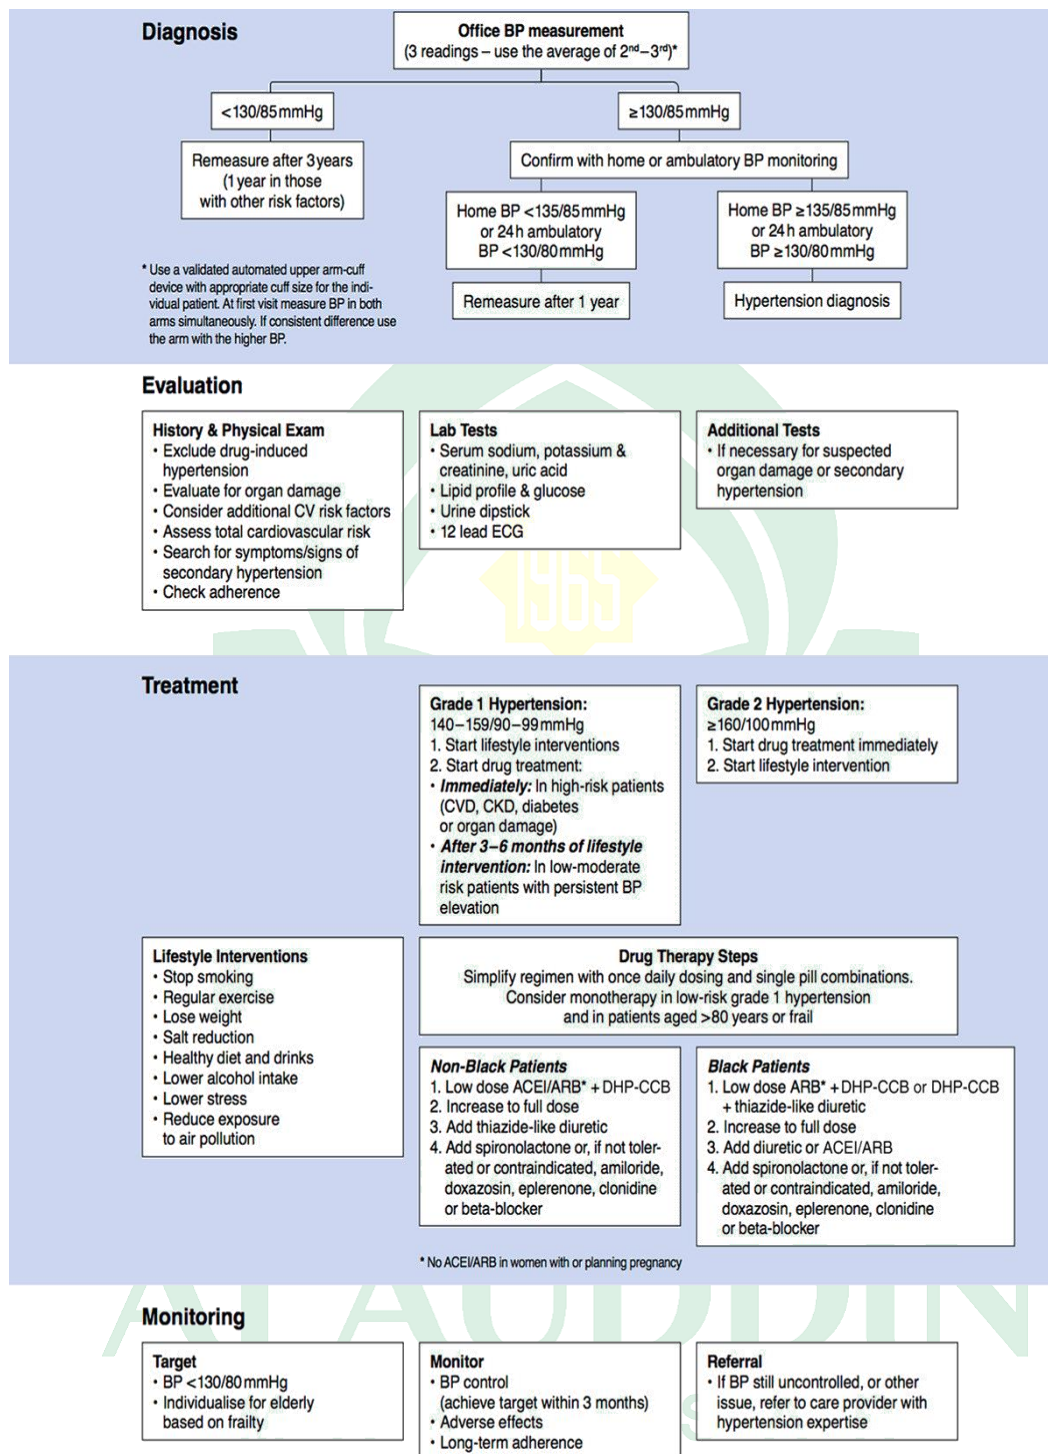 Diagnosis
Office BP measurement
(3 readings – use the average of 2nd–3rd)*
<130/85 mmHg
≥130/85 mmHg
Remeasure after 3 years
(1 year in those
with other risk factors)
Confirm with home or ambulatory BP monitoring
Home BP <135/85 mmHg
or 24 h ambulatory
BP <130/80 mmHg
Home BP ≥135/85 mmHg
or 24 h ambulatory
BP ≥130/80 mmHg
Remeasure after 1 year
Hypertension diagnosis
* Use a validated automated upper arm-cuff
device with appropriate cuff size for the indi-
vidual patient. At first visit measure BP in both
arms simultaneously. If consistent difference use
the arm with the higher BP.
Evaluation
History & Physical Exam
• Exclude drug-induced
hypertension
• Evaluate for organ damage
• Consider additional CV risk factors
• Assess total cardiovascular risk
• Search for symptoms/signs of
secondary hypertension
• Check adherence
Lab Tests
• Serum sodium, potassium &
creatinine, uric acid
• Lipid profile & glucose
• Urine dipstick
• 12 lead ECG
Additional Tests
• If necessary for suspected
organ damage or secondary
hypertension
1965
Treatment
Grade 1 Hypertension:
140–159/90–99 mmHg
1. Start lifestyle interventions
2. Start drug treatment:
• Immediately: In high-risk patients
(CVD, CKD, diabetes
or organ damage)
• After 3–6 months of lifestyle
intervention: In low-moderate
risk patients with persistent BP
elevation
Grade 2 Hypertension:
≥160/100 mmHg
1. Start drug treatment immediately
2. Start lifestyle intervention
Lifestyle Interventions
• Stop smoking
• Regular exercise
• Lose weight
• Salt reduction
• Healthy diet and drinks
• Lower alcohol intake
• Lower stress
• Reduce exposure
to air pollution
Drug Therapy Steps
Simplify regimen with once daily dosing and single pill combinations.
Consider monotherapy in low-risk grade 1 hypertension
and in patients aged >80 years or frail
Non-Black Patients
1. Low dose ACEI/ARB* + DHP-CCB
2. Increase to full dose
3. Add thiazide-like diuretic
4. Add spironolactone or, if not toler-
ated or contraindicated, amiloride,
doxazosin, eplerenone, clonidine
or beta-blocker
Black Patients
1. Low dose ARB* + DHP-CCB or DHP-CCB
+ thiazide-like diuretic
2. Increase to full dose
3. Add diuretic or ACEI/ARB
4. Add spironolactone or, if not toler-
ated or contraindicated, amiloride,
doxazosin, eplerenone, clonidine
or beta-blocker
* No ACEI/ARB in women with or planning pregnancy
ALAUDDIN
Monitoring
Target
• BP <130/80 mmHg
• Individualise for elderly
based on frailty
Monitor
• BP control
(achieve target within 3 months)
• Adverse effects
• Long-term adherence
Referral
• If BP still uncontrolled, or other
issue, refer to care provider with
hypertension expertise